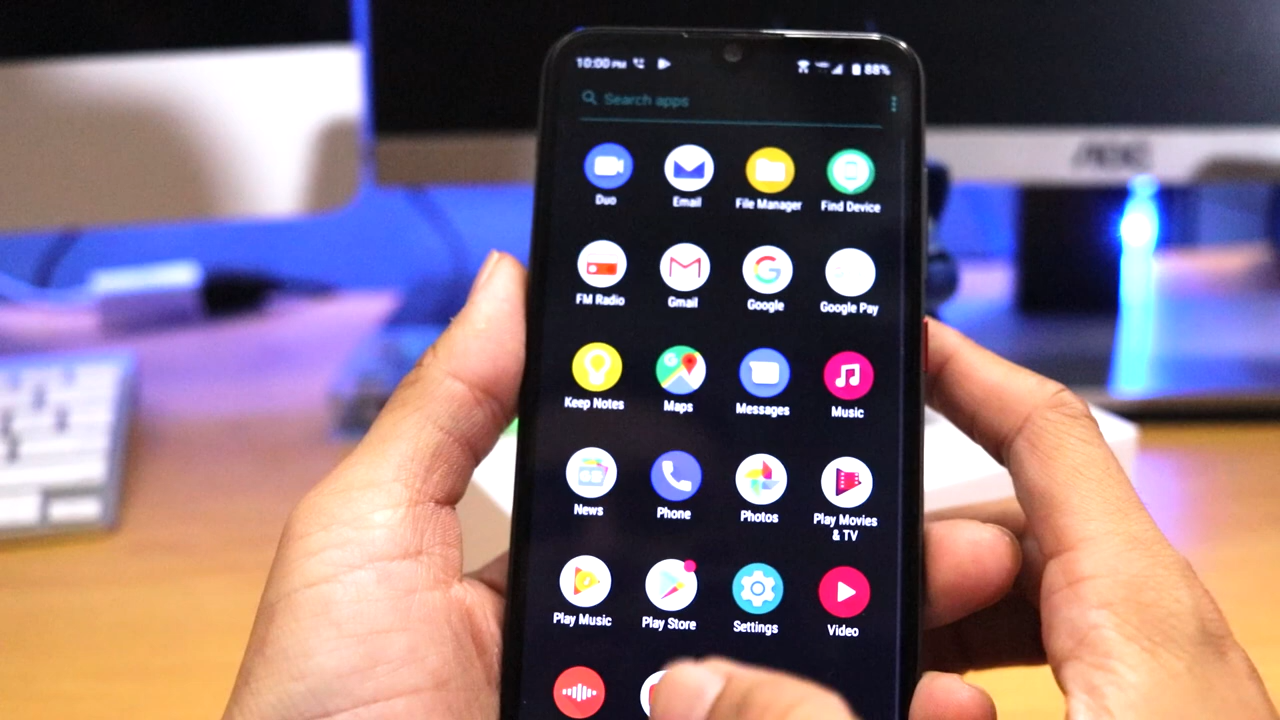 10:00 PM 88%
Search apps
Duo Email File Manager Find Device
FM Radio Gmail Google Google Pay
Keep Notes Maps Messages Music
News Phone Photos Play Movies
& TV
Play Music Play Store Settings Video
AOC